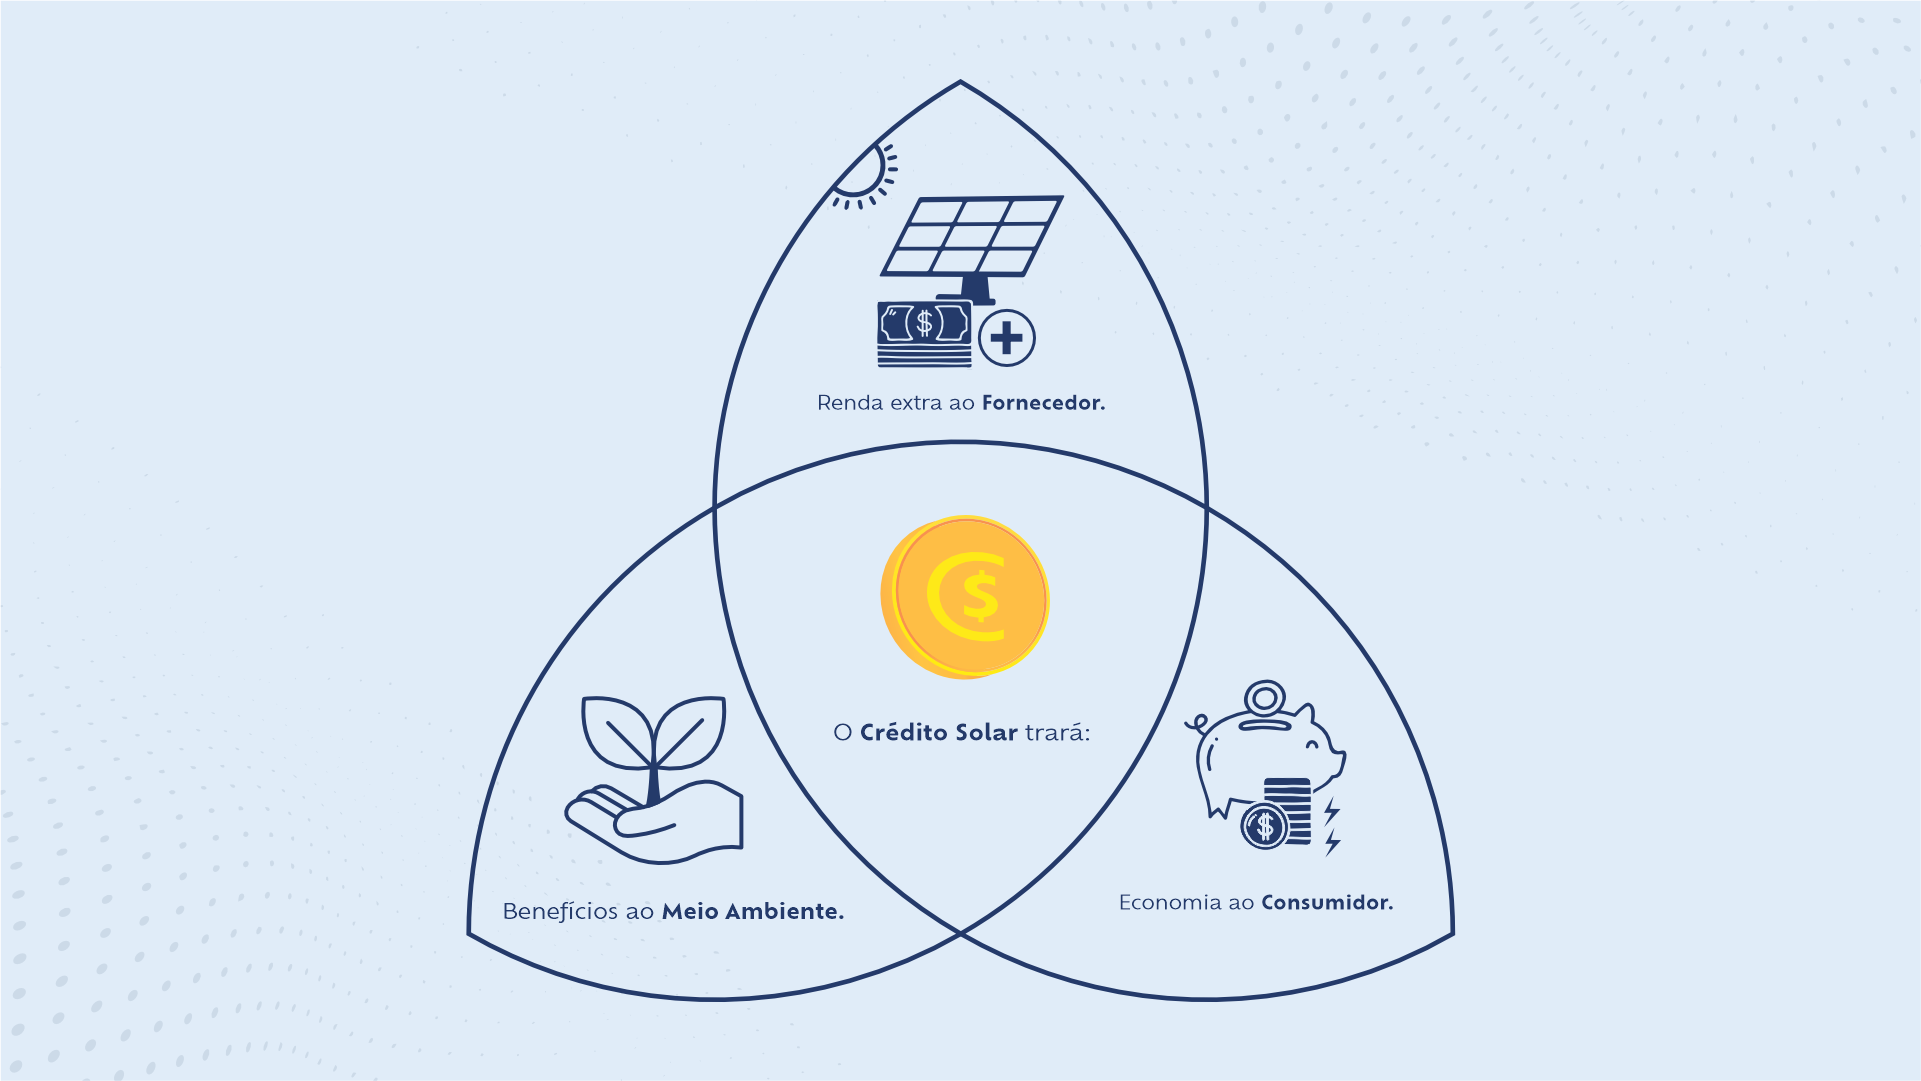 Renda extra ao Fornecedor.
O Crédito Solar trará:
Benefícios ao Meio Ambiente.
Economia ao Consumidor.